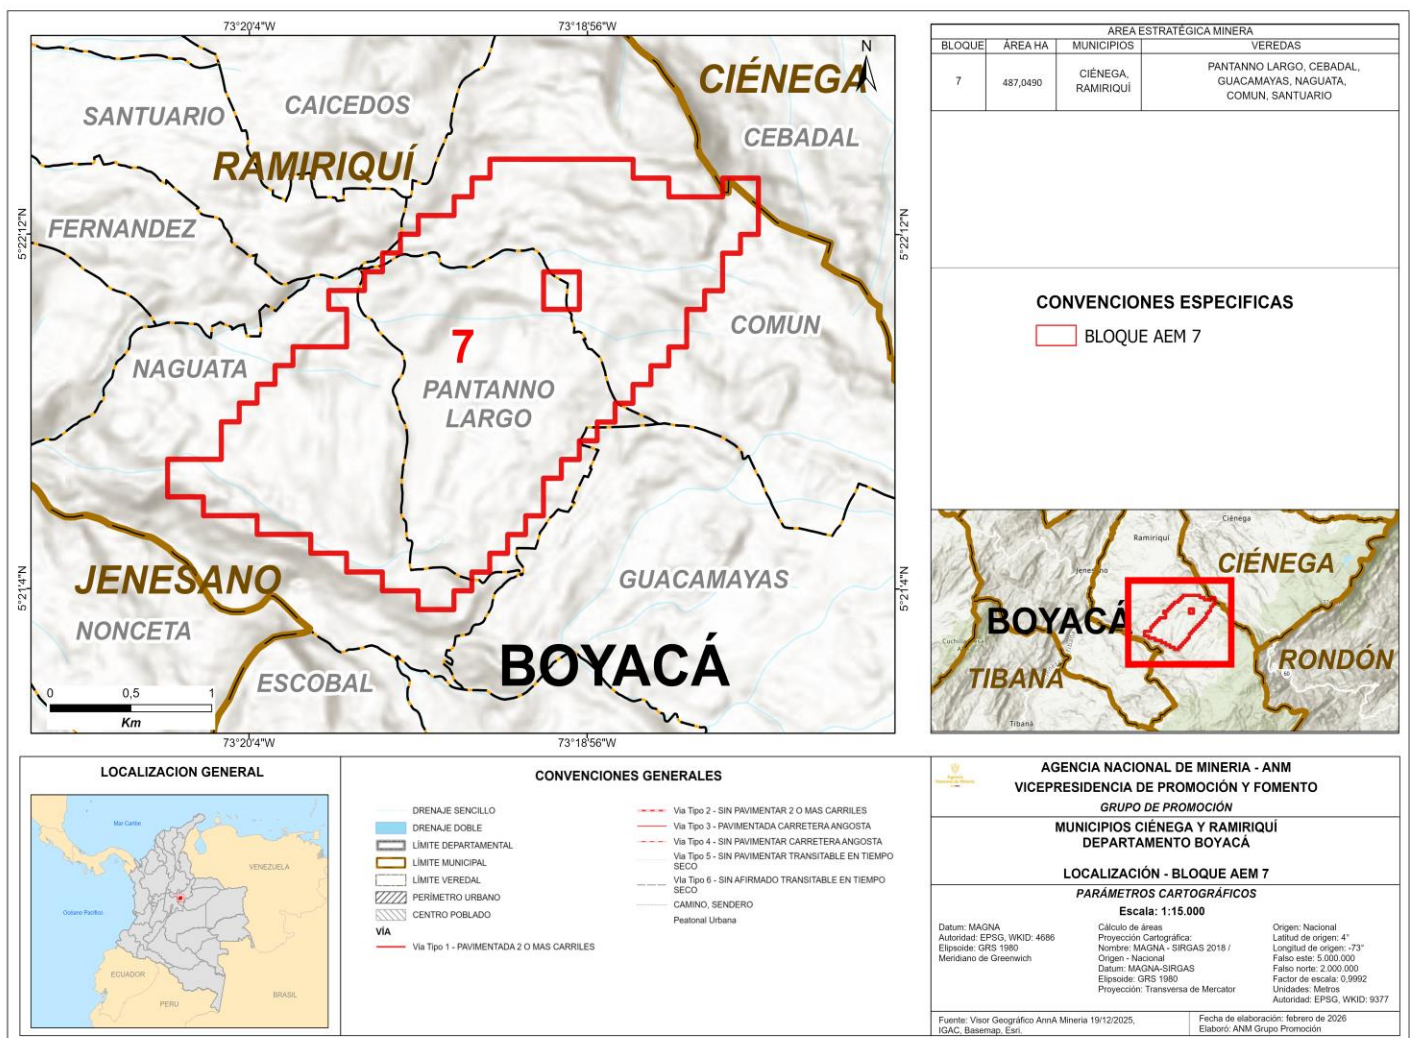 73°20'4"W
73°18'56"W
N
CIÉNEGA
CAICEDOS
SANTUARIO
CEBADAL
RAMIRIQUÍ
FERNANDEZ
5°22'12"N
5°22'12"N
COMUN
7
NAGUATA
PANTANNO
LARGO
JENESANO
GUACAMAYAS
5°21'4"N
5°21'4"N
NONCETA
BOYACÁ
ESCOBAL
0 0,5 1
Km
73°20'4"W
73°18'56"W
AREA ESTRATÉGICA MINERA
BLOQUE ÁREA HA MUNICIPIOS VEREDAS
7 487,0490 CIÉNEGA, RAMIRIQUÍ PANTANNO LARGO, CEBADAL,
GUACAMAYAS, NAGUATA,
COMUN, SANTUARIO
CONVENCIONES ESPECIFICAS
BLOQUE AEM 7
Ciénega
Ramiriquí
CIÉNEGA
Jenesano
BOYACÁ
RONDÓN
TIBANÁ
60
Tibaná
LOCALIZACION GENERAL
Mar Caribe
VENEZUELA
Océano Pacífico
ECUADOR
PERU
BRASIL
CONVENCIONES GENERALES
DRENAJE SENCILLO
DRENAJE DOBLE
LÍMITE DEPARTAMENTAL
LÍMITE MUNICIPAL
LÍMITE VEREDAL
PERÍMETRO URBANO
CENTRO POBLADO
VÍA
Via Tipo 1 - PAVIMENTADA 2 O MAS CARRILES
Via Tipo 2 - SIN PAVIMENTAR 2 O MAS CARRILES
Via Tipo 3 - PAVIMENTADA CARRETERA ANGOSTA
Via Tipo 4 - SIN PAVIMENTAR CARRETERA ANGOSTA
Via Tipo 5 - SIN PAVIMENTAR TRANSITABLE EN TIEMPO
SECO
Via Tipo 6 - SIN AFIRMADO TRANSITABLE EN TIEMPO
SECO
CAMINO, SENDERO
Peatonal Urbana
Agencia
Nacional de Minería
AGENCIA NACIONAL DE MINERIA - ANM
VICEPRESIDENCIA DE PROMOCIÓN Y FOMENTO
GRUPO DE PROMOCIÓN
MUNICIPIOS CIÉNEGA Y RAMIRIQUÍ
DEPARTAMENTO BOYACÁ
LOCALIZACIÓN - BLOQUE AEM 7
PARÁMETROS CARTOGRÁFICOS
Escala: 1:15.000
Datum: MAGNA
Autoridad: EPSG, WKID: 4686
Elipsoide: GRS 1980
Meridiano de Greenwich
Cálculo de áreas
Proyección Cartográfica:
Nombre: MAGNA - SIRGAS 2018 /
Origen - Nacional
Datum: MAGNA-SIRGAS
Elipsoide: GRS 1980
Proyección: Transversa de Mercator
Origen: Nacional
Latitud de origen: 4°
Longitud de origen: -73°
Falso este: 5.000.000
Falso norte: 2.000.000
Factor de escala: 0,9992
Unidades: Metros
Autoridad: EPSG, WKID: 9377
Fuente: Visor Geográfico AnnA Mineria 19/12/2025,
IGAC, Basemap, Esri.
Fecha de elaboración: febrero de 2026
Elaboró: ANM Grupo Promoción